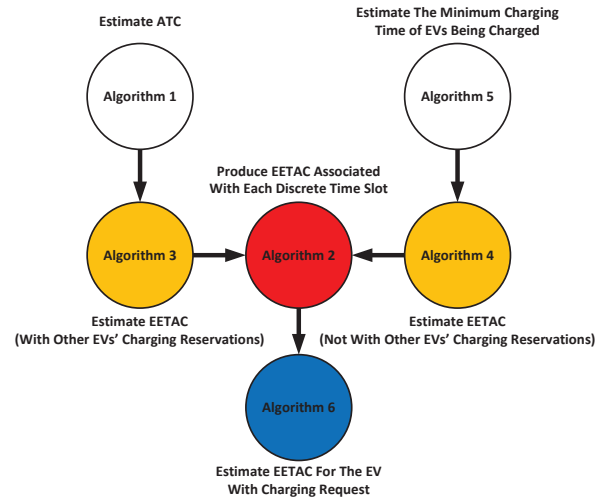 Estimate ATC
Estimate The Minimum Charging
Time of EVs Being Charged
Algorithm 1
Algorithm 5
Produce EETAC Associated
With Each Discrete Time Slot
Algorithm 3
Algorithm 2
Algorithm 4
Estimate EETAC
(With Other EVs’ Charging Reservations)
Estimate EETAC
(Not With Other EVs’ Charging Reservations)
Algorithm 6
Estimate EETAC For The EV
With Charging Request